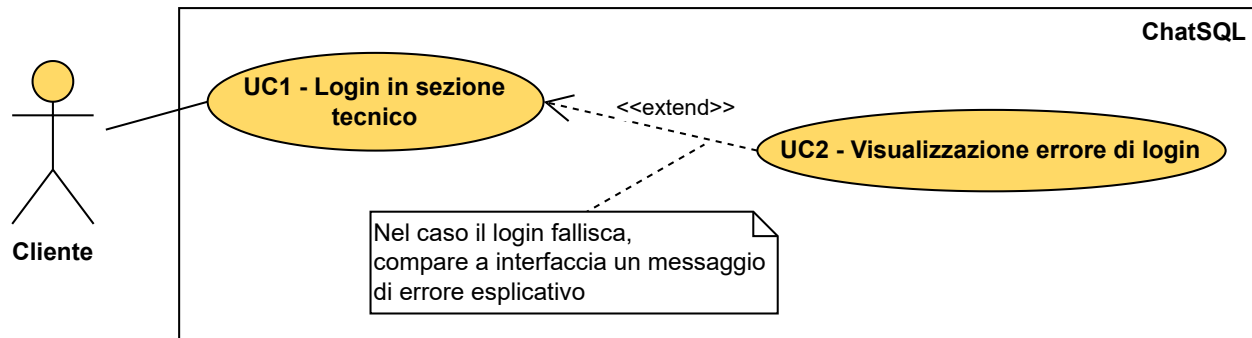 ChatSQL
UC1 - Login in sezione
tecnico
<<extend>>
UC2 - Visualizzazione errore di login
Cliente
Nel caso il login fallisca,
compare a interfaccia un messaggio
di errore esplicativo